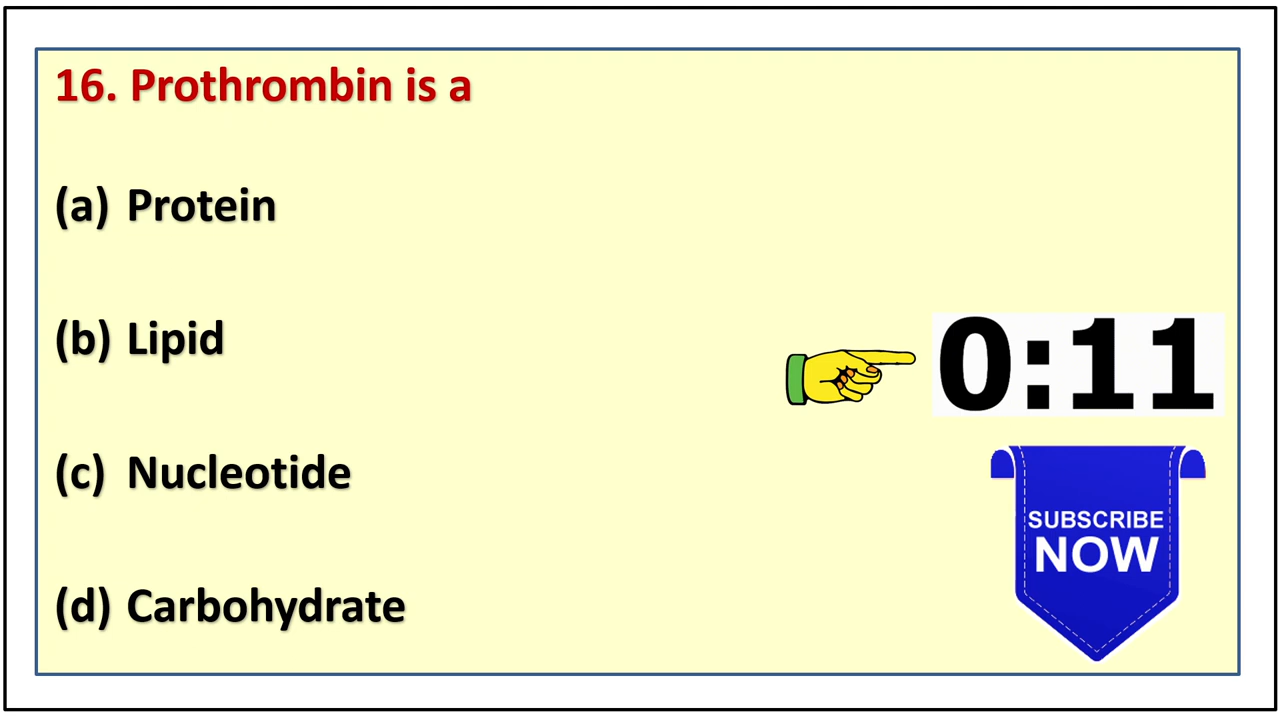 16. Prothrombin is a
(a) Protein
(b) Lipid
(c) Nucleotide
(d) Carbohydrate
0:11
SUBSCRIBE
NOW